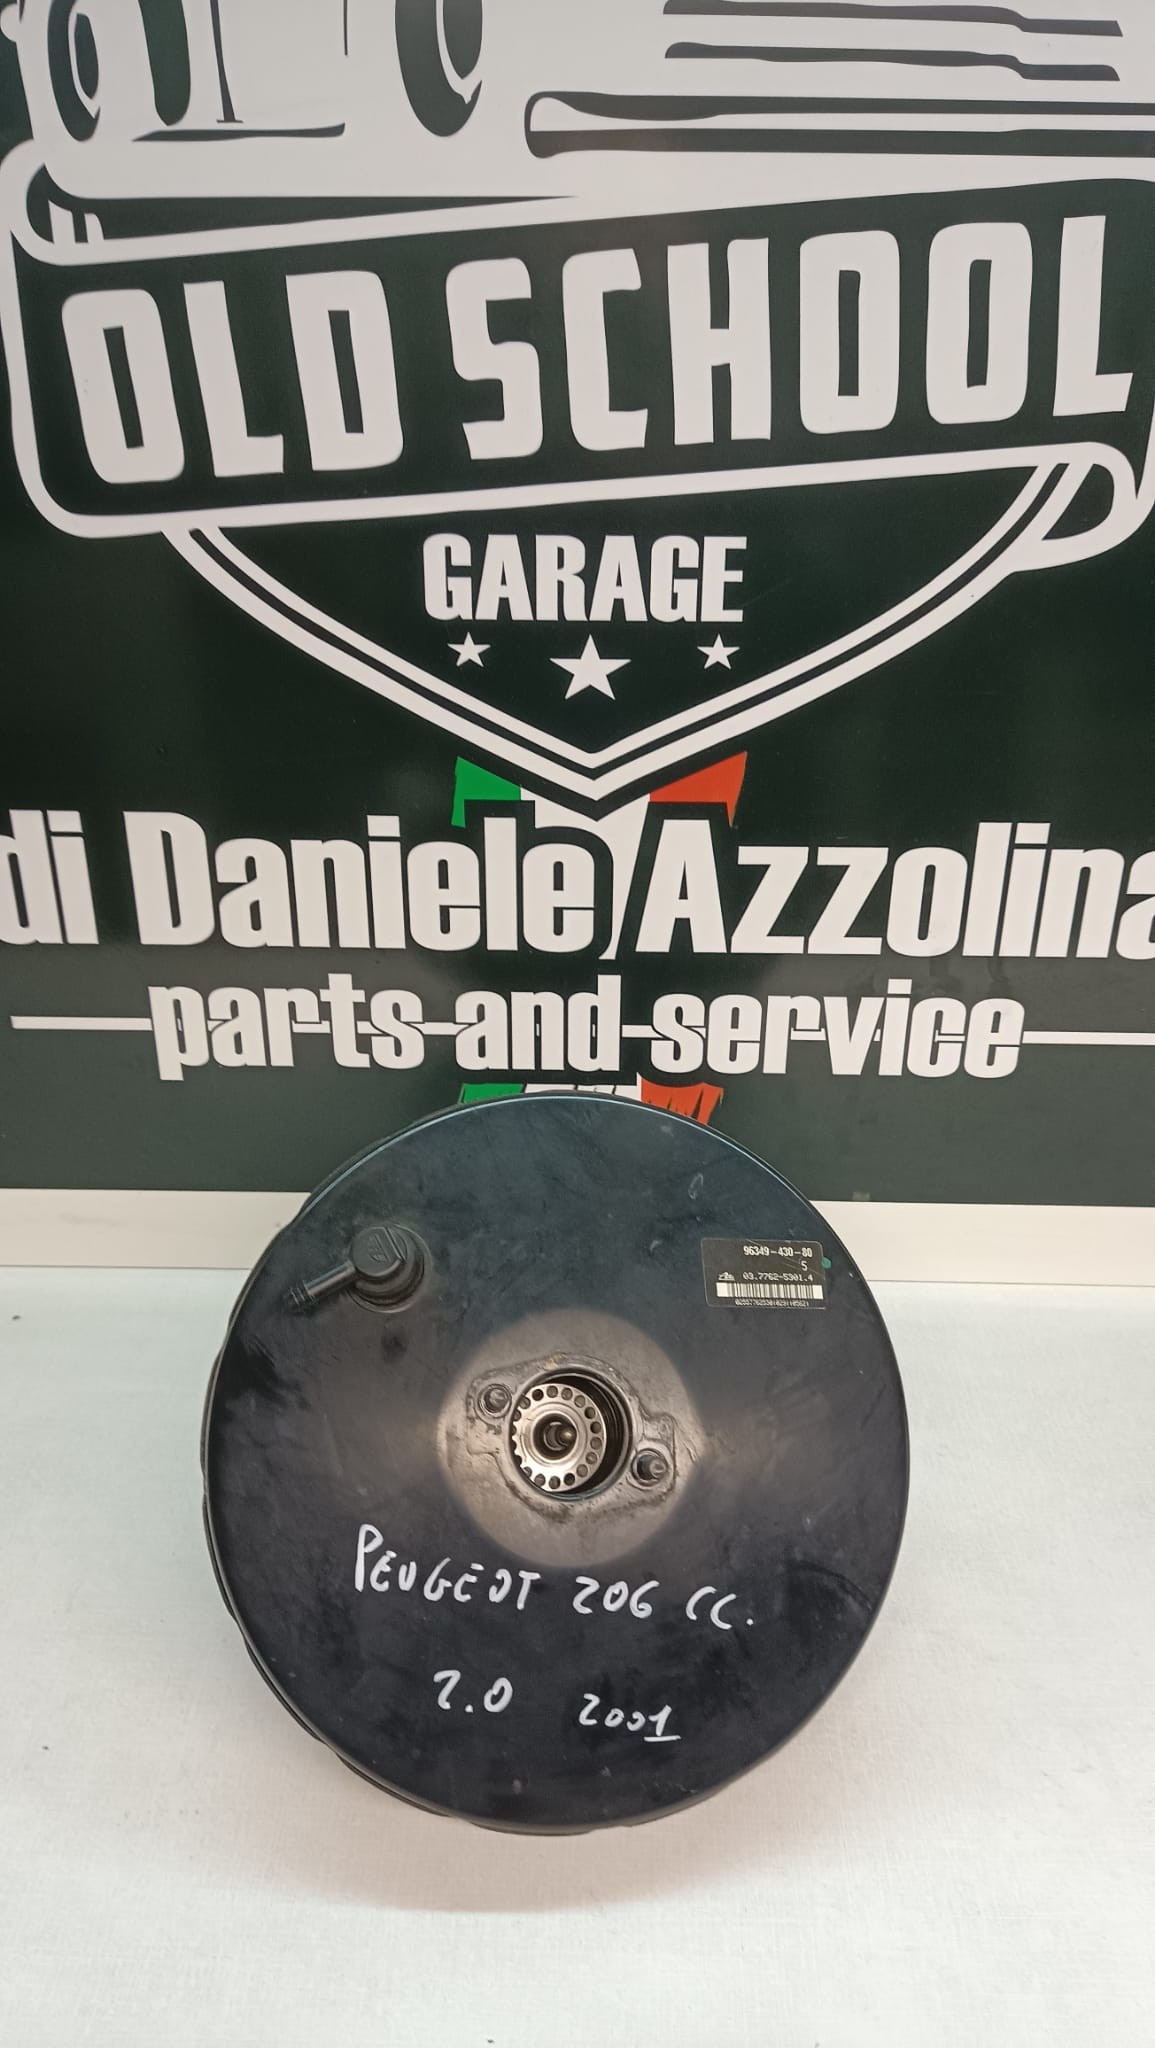 OLD SCHOOL
GARAGE
di Daniele Azzolina
parts and service
96349-430-80
5
03.7762-5301.4
PEUGEOT 206 CC.
2.0 2001